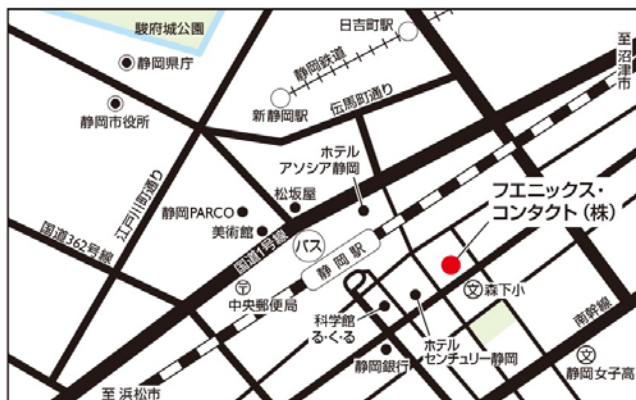 駿府城公園
日吉町駅
至沼津市
静岡県庁
静岡鉄道
静岡市役所
新静岡駅
伝馬町通り
ホテル
アソシア静岡
江戸川町通り
松坂屋
静岡PARCO
美術館
フエニックス・
コンタクト(株)
国道362号線
国道1号線
バス
静岡駅
〒
中央郵便局
文
森下小
科学館
る・く・る
ホテル
センチュリー静岡
南幹線
静岡銀行
文
静岡女子高
至浜松市